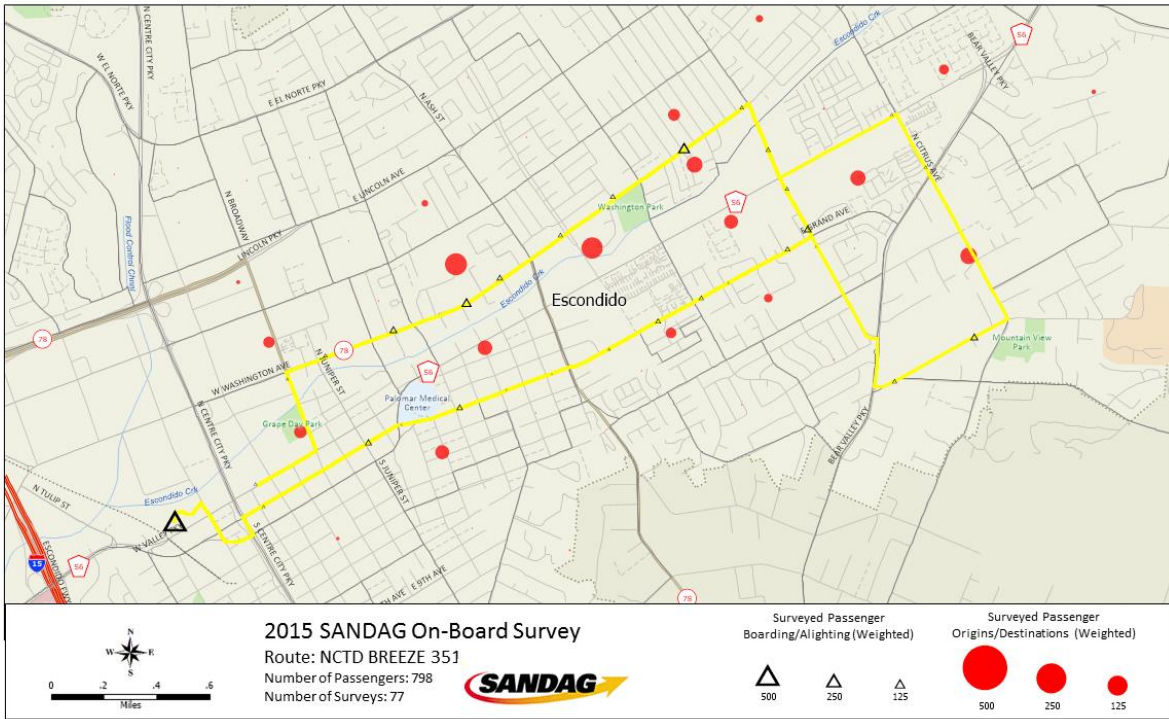 N CENTRE CITY PKY
W EL NORTE PKY
E EL NORTE PKY
N BROADWAY
LINCOLN PKY
E LINCOLN AVE
N ASH ST
Escondido Crk
56
BEAR VALLEY PKY
N CITRUS AVE
Flood Control Chnnl
Washington Park
56
E GRAND AVE
Escondido Crk
Escondido
78
78
N JUNIPER ST
W WASHINGTON AVE
56
Palomar Medical
Center
Mountain View
Park
Grape Day Park
N CENTRE CITY PKY
S JUNIPER ST
BEAR VALLEY PKY
N TULIP ST
Escondido Crk
W VALLEY
S CENTRE CITY PKY
ESCONDIDO FWY
15
56
TH AVE
E 9TH AVE
78
N
W E
S
0 .2 .4 .6
Miles
2015 SANDAG On-Board Survey
Route: NCTD BREEZE 351
Number of Passengers: 798
Number of Surveys: 77
SANDAG
Surveyed Passenger
Boarding/Alighting (Weighted)
500 250 125
Surveyed Passenger
Origins/Destinations (Weighted)
500 250 125